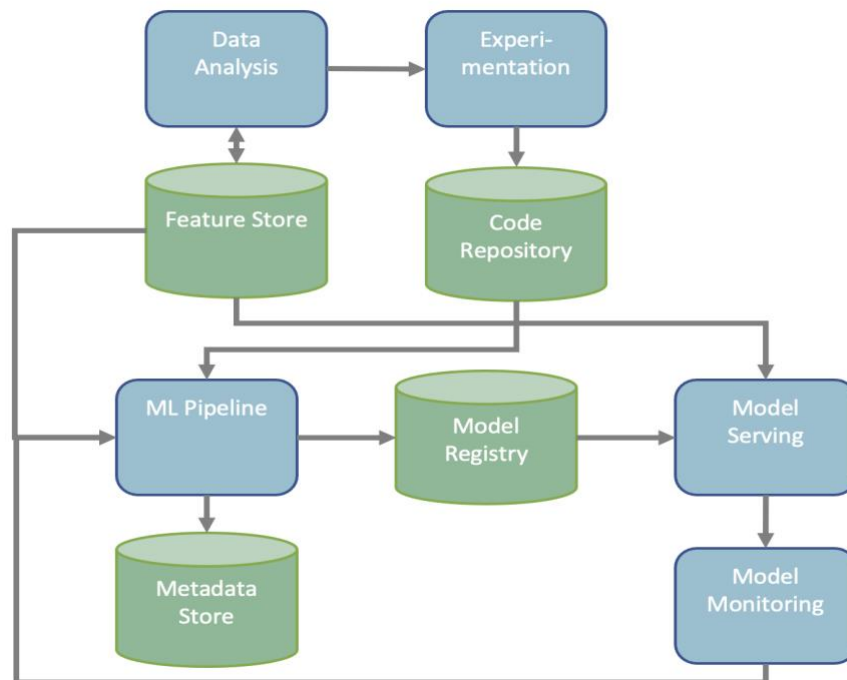 Data
Analysis
Experi-
mentation
Feature Store
Code
Repository
ML Pipeline
Model
Registry
Model
Serving
Metadata
Store
Model
Monitoring